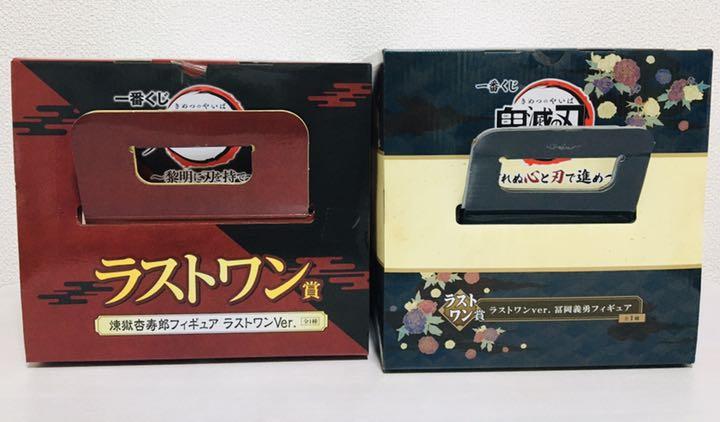 一番くじ
きめつのやいば
～黎明に刃を持て～
ラストワン賞
煉獄杏寿郎フィギュア ラストワンVer. 全1種
一番くじ
きめつのやいば
鬼滅の刃
れぬ心と刃で進め～
ラスト
ワン賞
ラストワンver. 冨岡義勇フィギュア
全1種